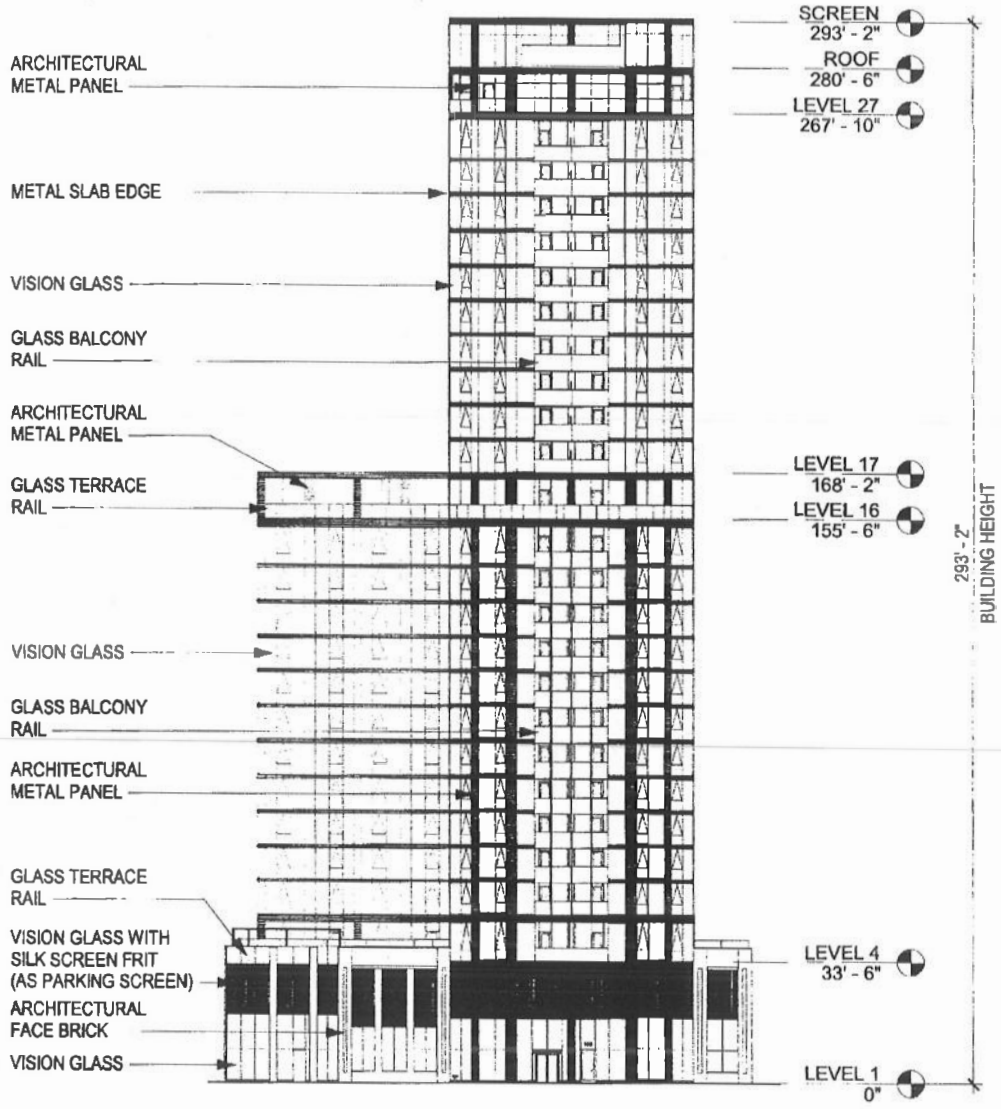 SCREEN
293' - 2"
ROOF
280' - 6"
LEVEL 27
267' - 10"
ARCHITECTURAL
METAL PANEL
METAL SLAB EDGE
VISION GLASS
GLASS BALCONY
RAIL
ARCHITECTURAL
METAL PANEL
GLASS TERRACE
RAIL
LEVEL 17
168' - 2"
LEVEL 16
155' - 6"
293' - 2"
BUILDING HEIGHT
VISION GLASS
GLASS BALCONY
RAIL
ARCHITECTURAL
METAL PANEL
GLASS TERRACE
RAIL
VISION GLASS WITH
SILK SCREEN FRIT
(AS PARKING SCREEN)
ARCHITECTURAL
FACE BRICK
VISION GLASS
LEVEL 4
33' - 6"
LEVEL 1
0"